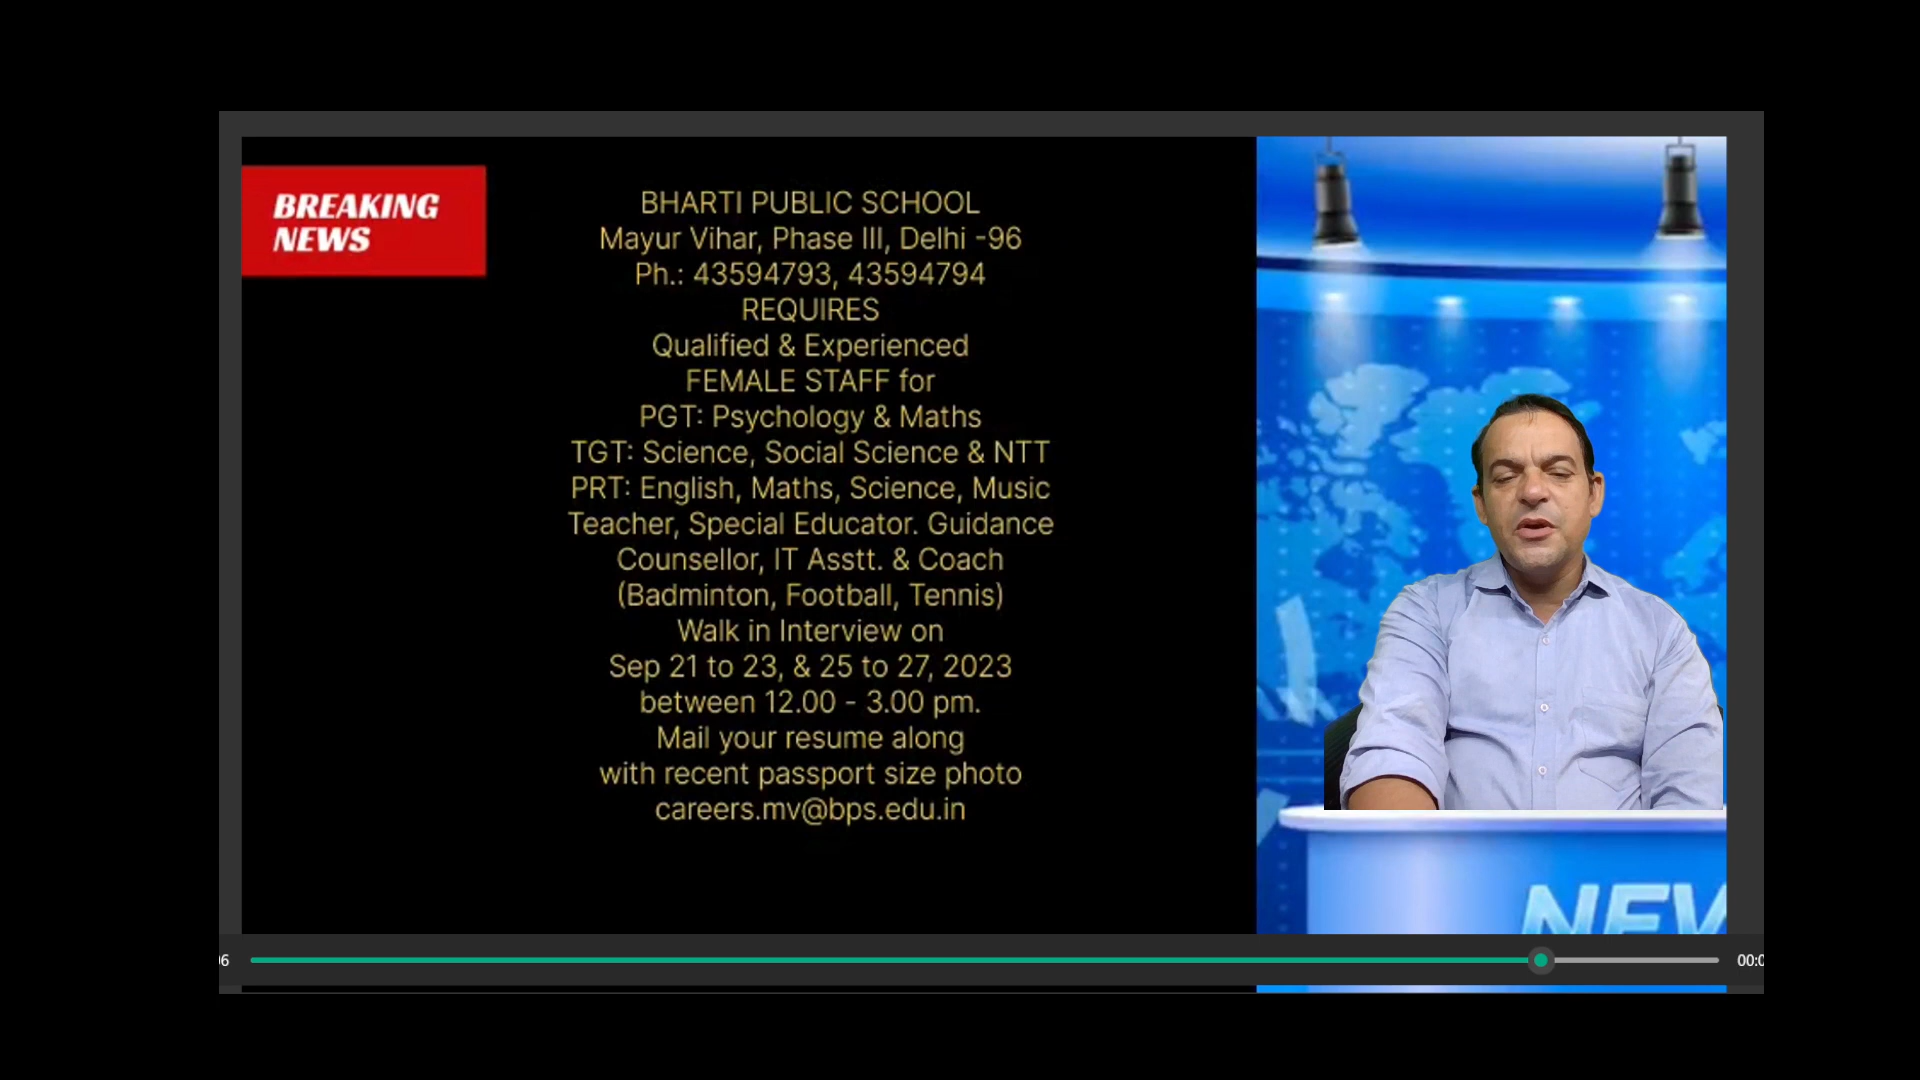 BREAKING
NEWS
BHARTI PUBLIC SCHOOL
Mayur Vihar, Phase III, Delhi -96
Ph.: 43594793, 43594794
REQUIRES
Qualified & Experienced
FEMALE STAFF for
PGT: Psychology & Maths
TGT: Science, Social Science & NTT
PRT: English, Maths, Science, Music
Teacher, Special Educator. Guidance
Counsellor, IT Asstt. & Coach
(Badminton, Football, Tennis)
Walk in Interview on
Sep 21 to 23, & 25 to 27, 2023
between 12.00 - 3.00 pm.
Mail your resume along
with recent passport size photo
careers.mv@bps.edu.in